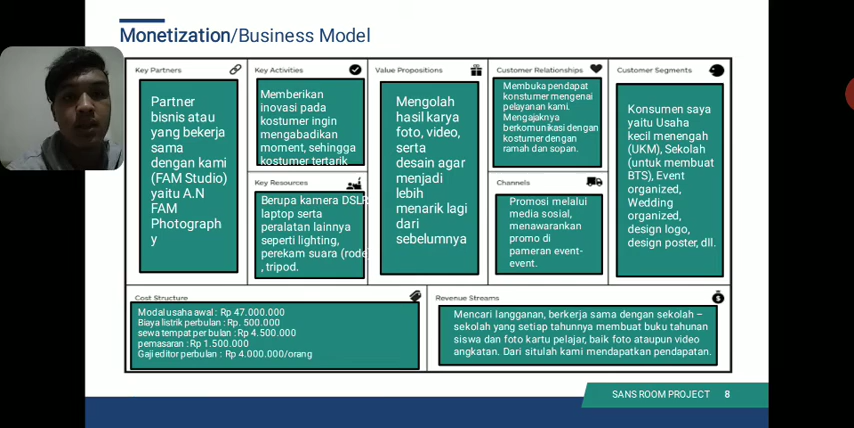 Monetization/Business Model
Key Partners
Partner
bisnis atau
yang bekerja
sama
dengan kami
(FAM Studio)
yaitu A.N
FAM
Photograph
y
Key Activities
Memberikan
inovasi pada
kostumer ingin
mengabadikan
moment, sehingga
kostumer tertarik
Key Resources
Berupa kamera DSLR
laptop serta
peralatan lainnya
seperti lighting,
perekam suara (rode)
, tripod.
Value Propositions
Mengolah
hasil karya
foto, video,
serta
desain agar
menjadi
lebih
menarik lagi
dari
sebelumnya
Customer Relationships
Membuka pendapat
konstumer mengenai
pelayanan kami.
Mengajaknya
berkomunikasi dengan
kostumer dengan
ramah dan sopan.
Channels
Promosi melalui
media sosial,
menawarkan
promo di
pameran event-
event.
Customer Segments
Konsumen saya
yaitu Usaha
kecil menengah
(UKM), Sekolah
(untuk membuat
BTS), Event
organized,
Wedding
organized,
design logo,
design poster, dll.
Cost Structure
Modal usaha awal : Rp 47.000.000
Biaya listrik perbulan : Rp. 500.000
sewa tempat per bulan : Rp 4.500.000
pemasaran : Rp 1.500.000
Gaji editor perbulan : Rp 4.000.000/orang
Revenue Streams
Mencari langganan, berkerja sama dengan sekolah –
sekolah yang setiap tahunnya membuat buku tahunan
siswa dan foto kartu pelajar, baik foto ataupun video
angkatan. Dari situlah kami mendapatkan pendapatan.
SANS ROOM PROJECT 8